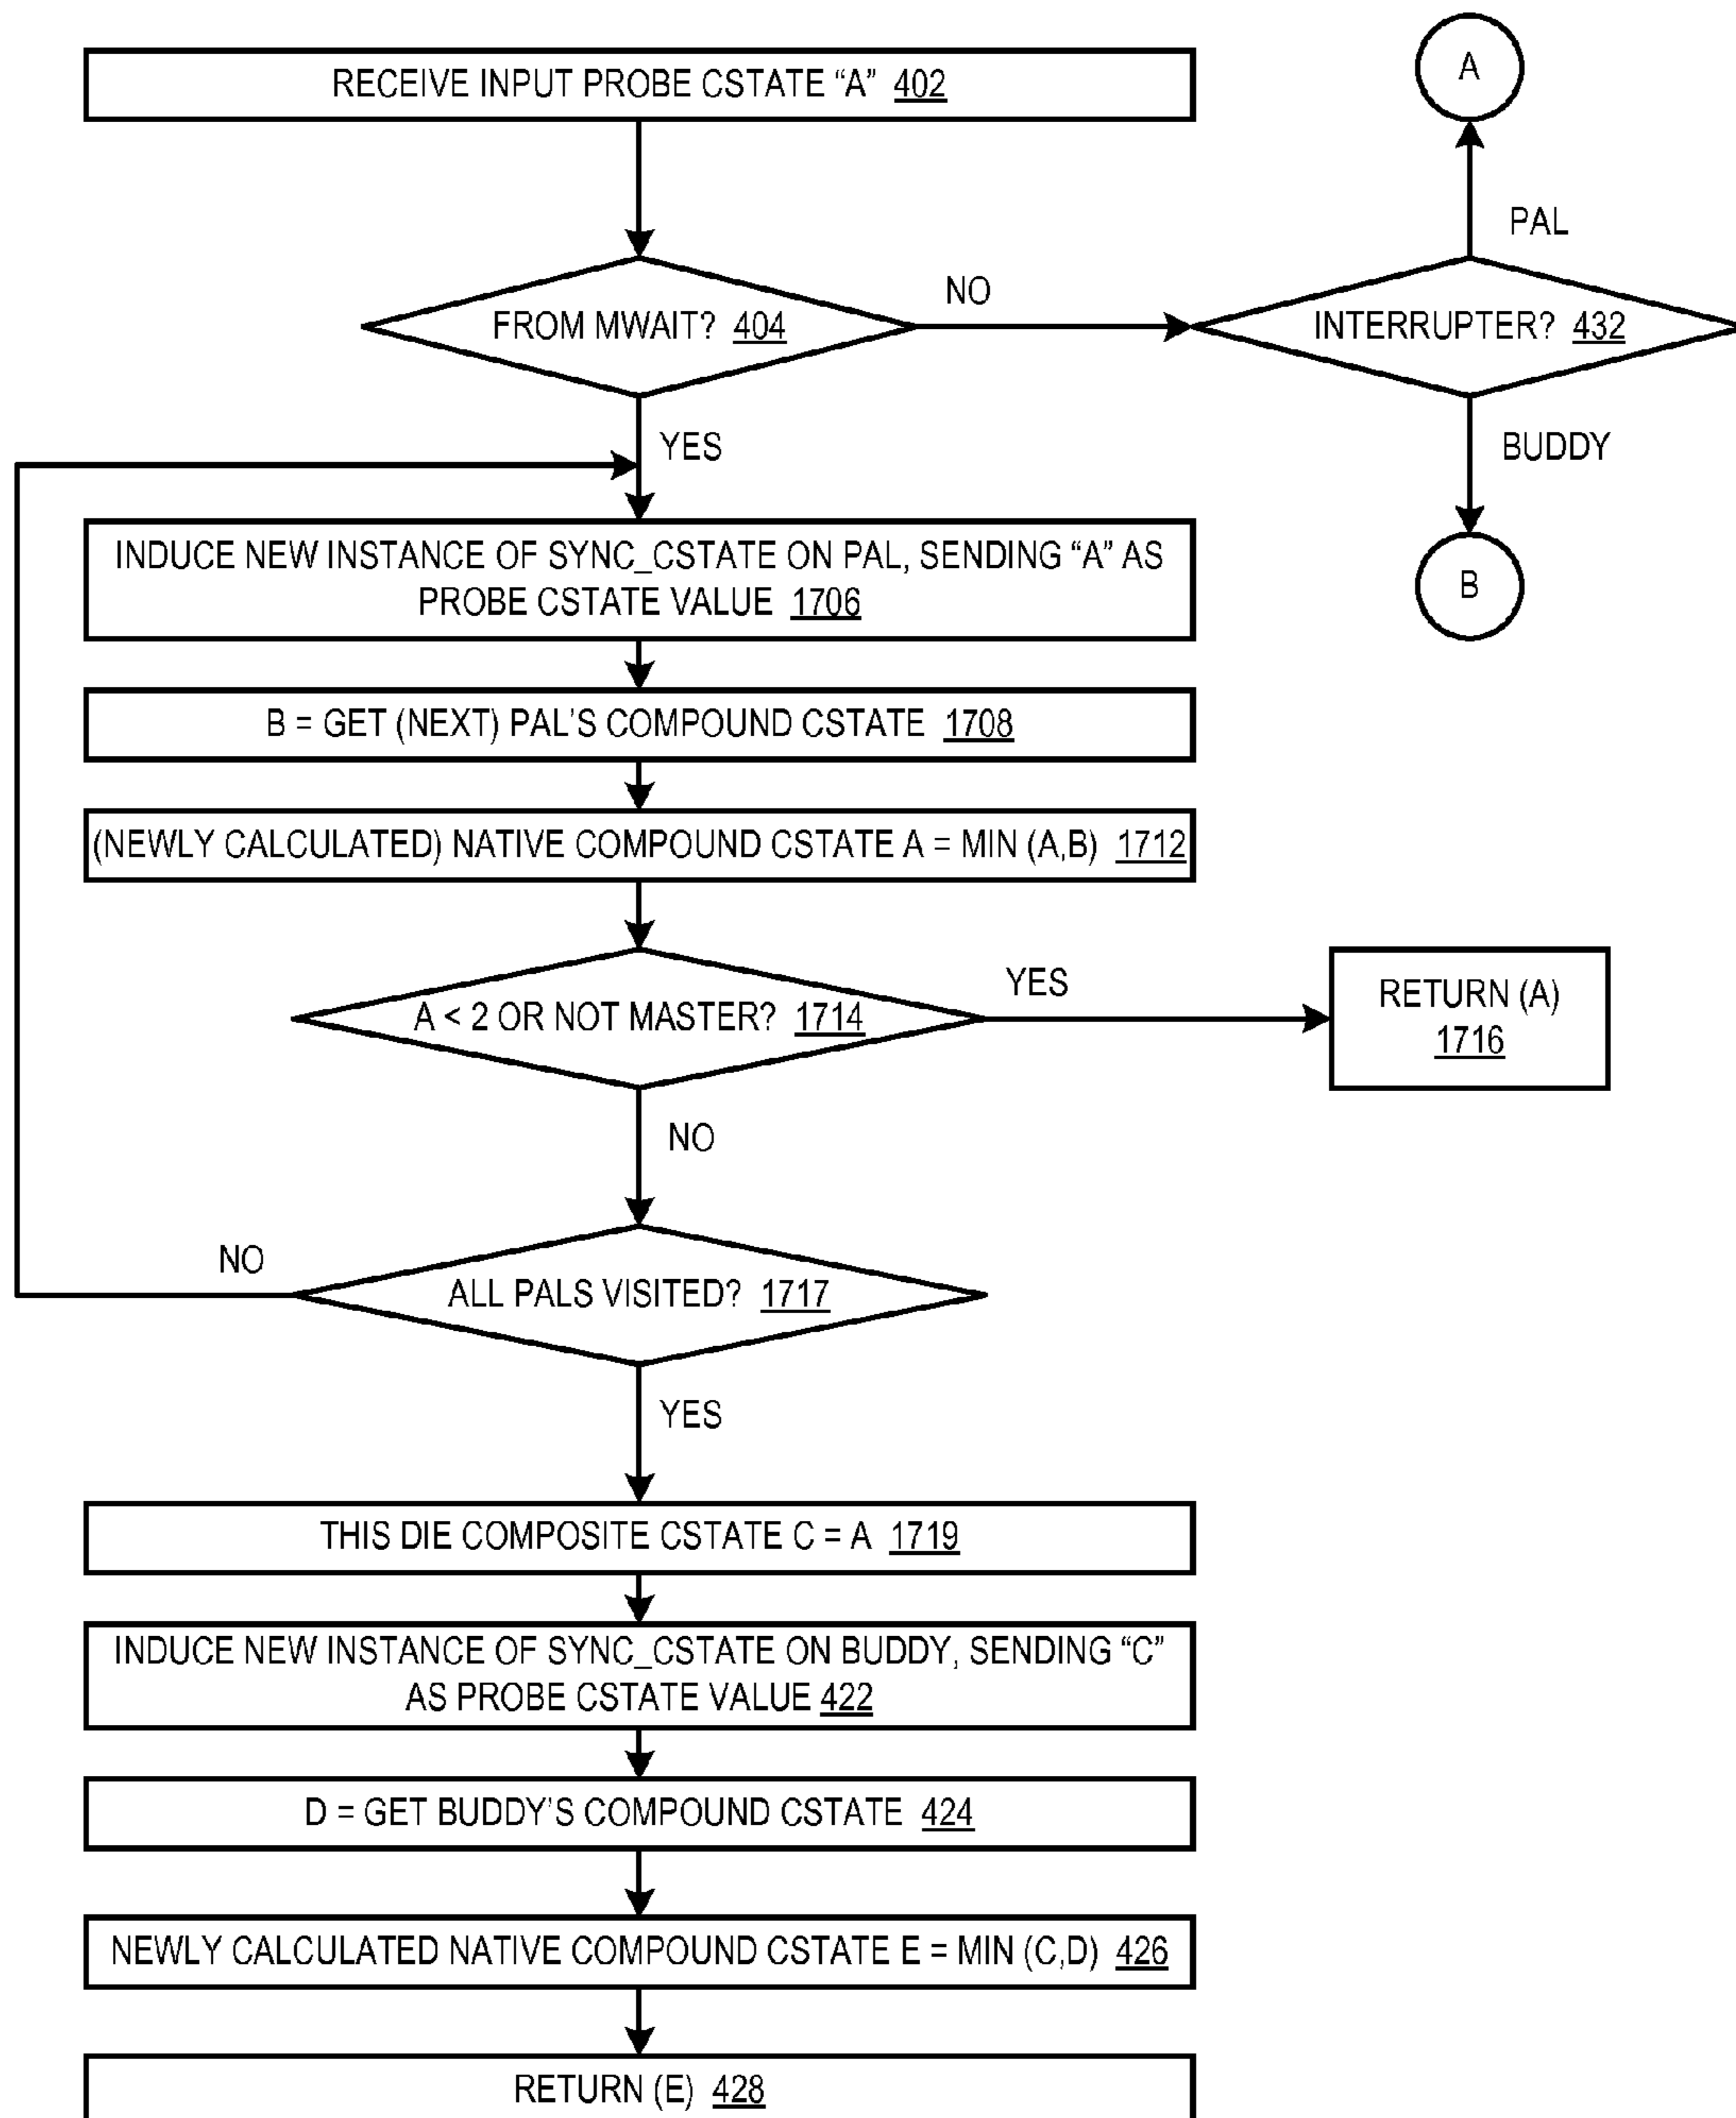 RECEIVE INPUT PROBE CSTATE “A” 402
A
PAL
FROM MWAIT? 404
NO
INTERRUPTER? 432
YES
BUDDY
B
INDUCE NEW INSTANCE OF SYNC_CSTATE ON PAL, SENDING “A” AS
PROBE CSTATE VALUE 1706
B = GET (NEXT) PAL’S COMPOUND CSTATE 1708
(NEWLY CALCULATED) NATIVE COMPOUND CSTATE A = MIN (A,B) 1712
A < 2 OR NOT MASTER? 1714
YES
RETURN (A)
1716
NO
ALL PALS VISITED? 1717
NO
YES
THIS DIE COMPOSITE CSTATE C = A 1719
INDUCE NEW INSTANCE OF SYNC_CSTATE ON BUDDY, SENDING “C”
AS PROBE CSTATE VALUE 422
D = GET BUDDY’S COMPOUND CSTATE 424
NEWLY CALCULATED NATIVE COMPOUND CSTATE E = MIN (C,D) 426
RETURN (E) 428